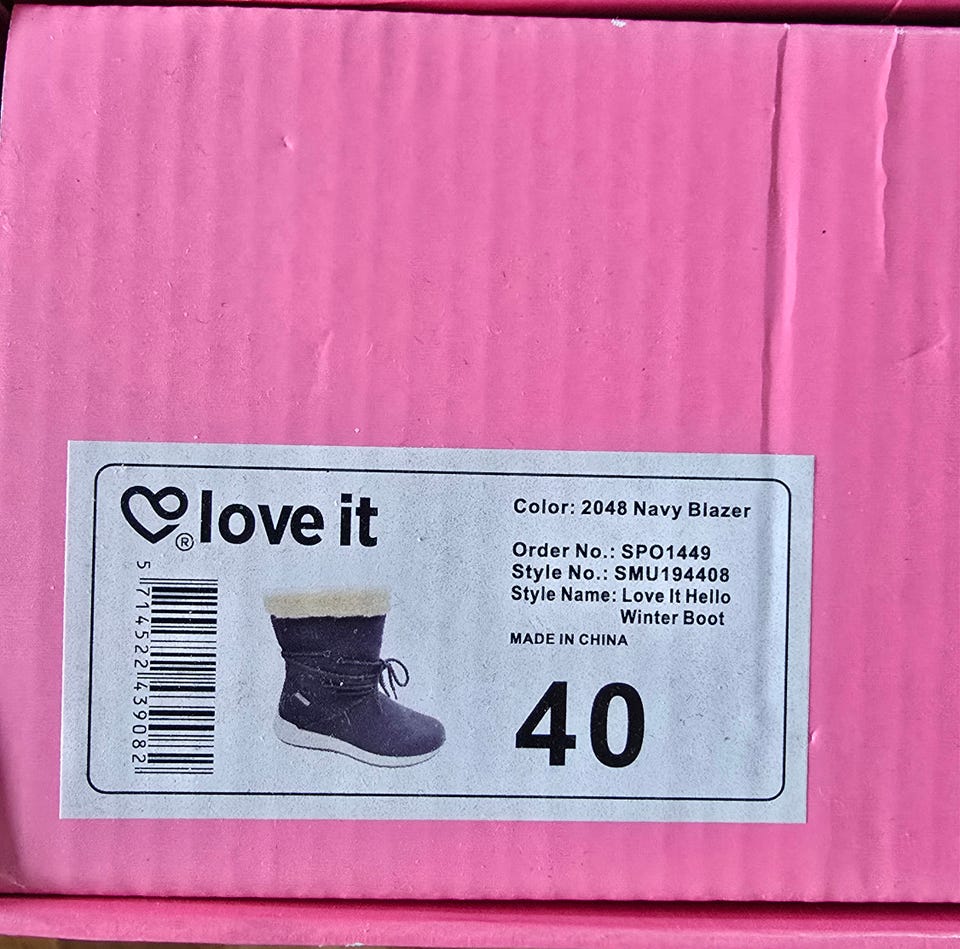 love it
®
Color: 2048 Navy Blazer
Order No.: SPO1449
Style No.: SMU194408
Style Name: Love It Hello
Winter Boot
MADE IN CHINA
40
5 714522 439082